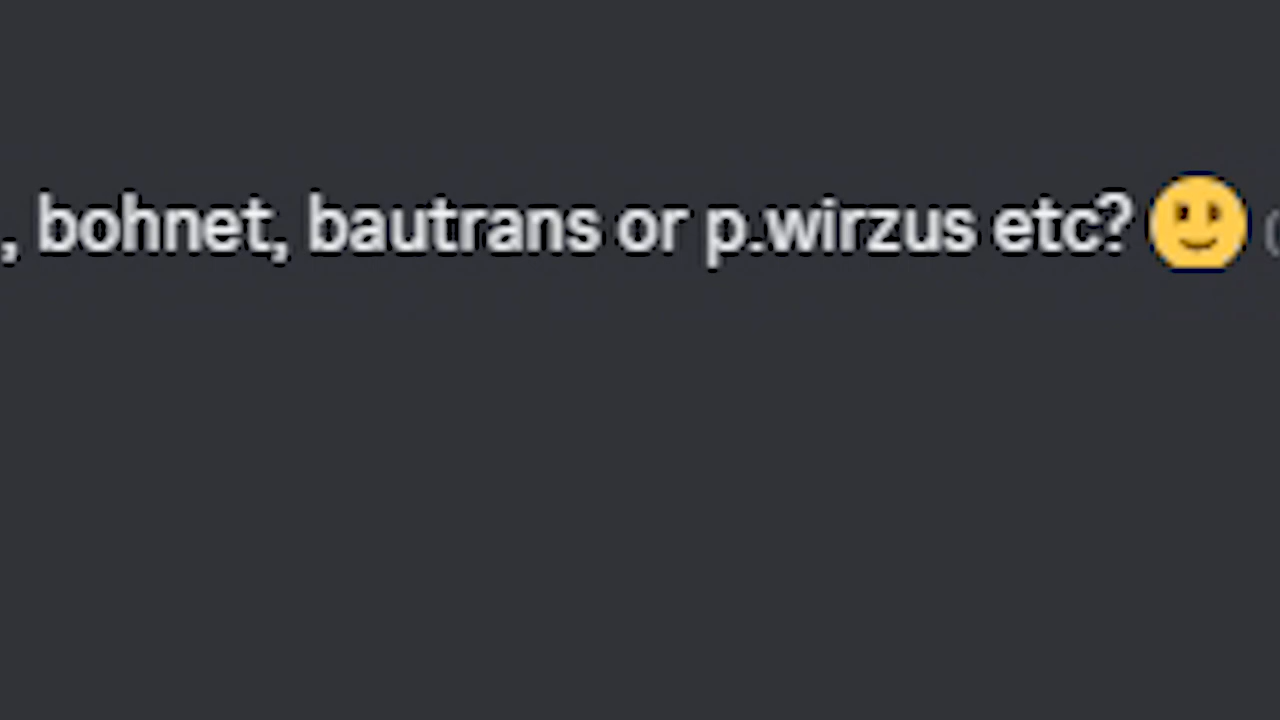 , bohnet, bautrans or p.wirzus etc? 🙂